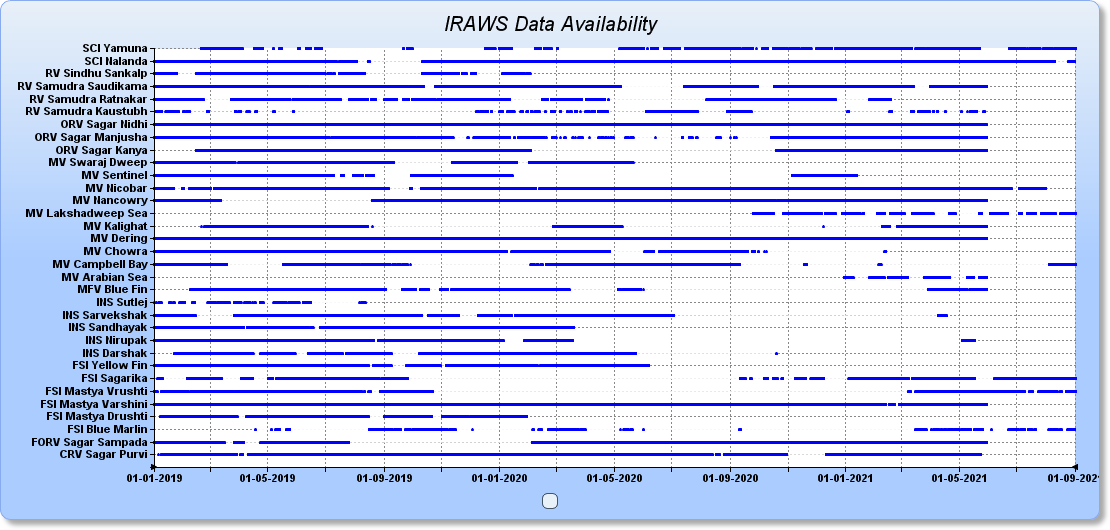 IRAWS Data Availability
SCI Yamuna
SCI Nalanda
RV Sindhu Sankalp
RV Samudra Saudikama
RV Samudra Ratnakar
RV Samudra Kaustubh
ORV Sagar Nidhi
ORV Sagar Manjusha
ORV Sagar Kanya
MV Swaraj Dweep
MV Sentinel
MV Nicobar
MV Nancowry
MV Lakshadweep Sea
MV Kalighat
MV Dering
MV Chowra
MV Campbell Bay
MV Arabian Sea
MFV Blue Fin
INS Sutlej
INS Sarvekshak
INS Sandhayak
INS Nirupak
INS Darshak
FSI Yellow Fin
FSI Sagarika
FSI Mastya Vrushti
FSI Mastya Varshini
FSI Mastya Drushti
FSI Blue Marlin
FORV Sagar Sampada
CRV Sagar Purvi
01-01-2019 01-05-2019 01-09-2019 01-01-2020 01-05-2020 01-09-2020 01-01-2021 01-05-2021 01-09-2021